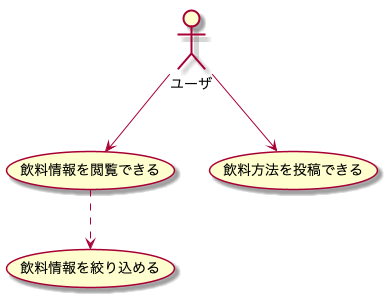 ユーザ
飲料情報を閲覧できる
飲料方法を投稿できる
飲料情報を絞り込める